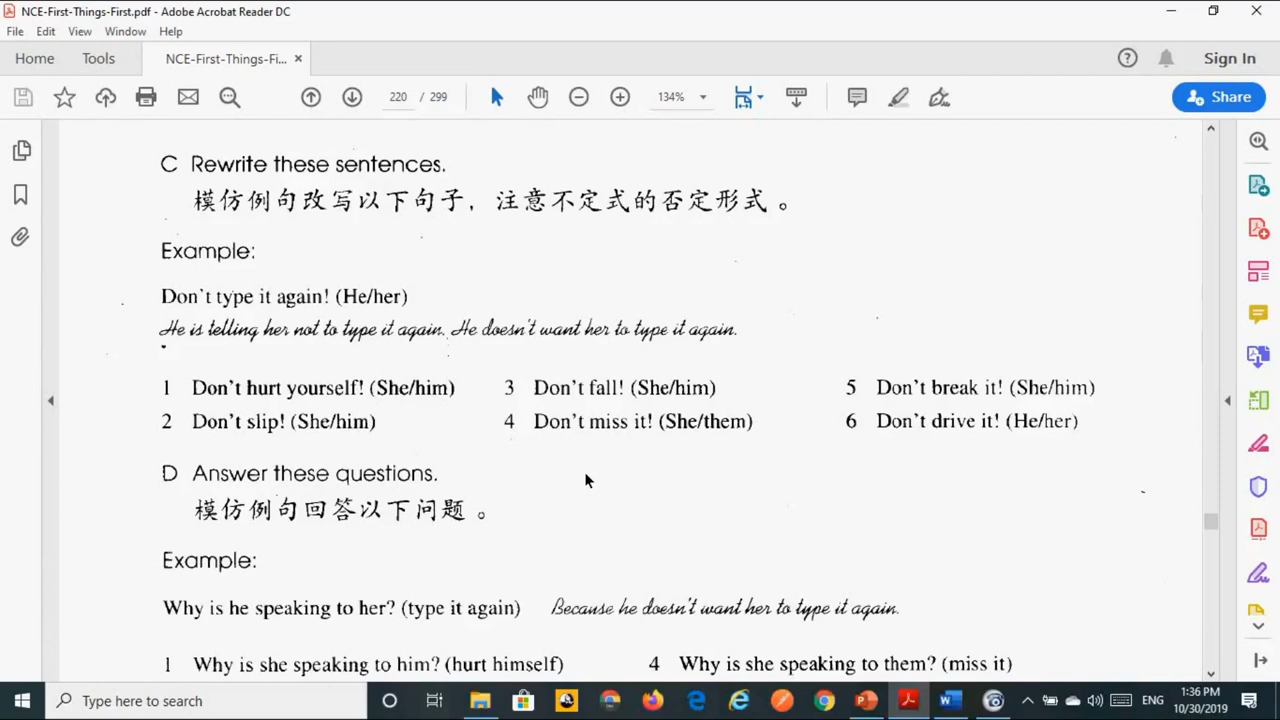 NCE-First-Things-First.pdf - Adobe Acrobat Reader DC
File Edit View Window Help
Home Tools NCE-First-Things-Fi... Sign In
220 / 299 134% Share
C Rewrite these sentences.
模仿例句改写以下句子，注意不定式的否定形式。
Example:
Don't type it again! (He/her)
He is telling her not to type it again. He doesn't want her to type it again.
1 Don't hurt yourself! (She/him) 3 Don't fall! (She/him) 5 Don't break it! (She/him)
2 Don't slip! (She/him) 4 Don't miss it! (She/them) 6 Don't drive it! (He/her)
D Answer these questions.
模仿例句回答以下问题。
Example:
Why is he speaking to her? (type it again) Because he doesn't want her to type it again.
1 Why is she speaking to him? (hurt himself) 4 Why is she speaking to them? (miss it)
Type here to search ENG 1:36 PM
10/30/2019